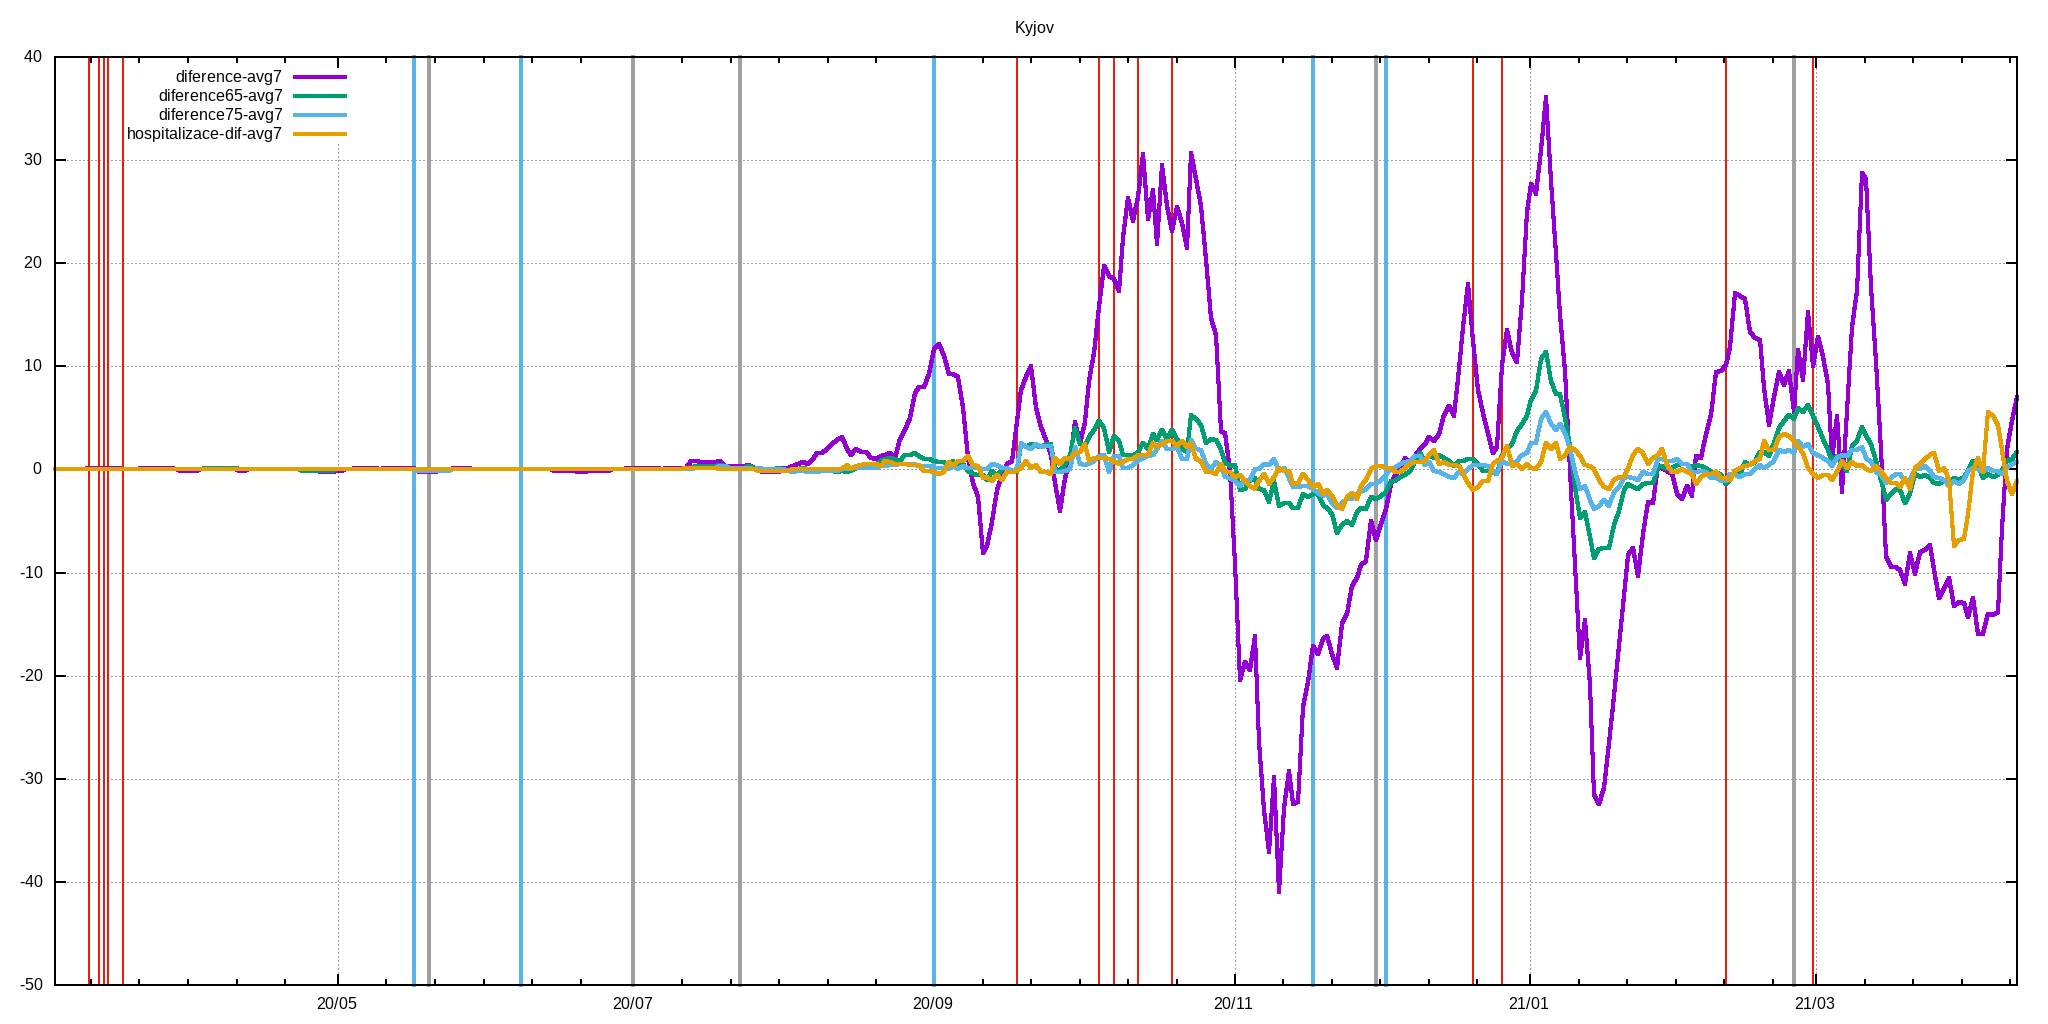 Kyjov
diference-avg7
diference65-avg7
diference75-avg7
hospitalizace-dif-avg7
40
30
20
10
0
-10
-20
-30
-40
-50
20/05 20/07 20/09 20/11 21/01 21/03